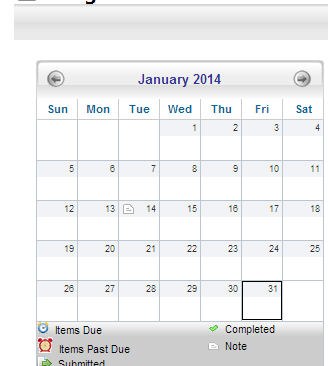 January 2014
Sun Mon Tue Wed Thu Fri Sat
1 2 3 4
5 6 7 8 9 10 11
12 13 14 15 16 17 18
19 20 21 22 23 24 25
26 27 28 29 30 31
Items Due Completed
Items Past Due Note
Submitted